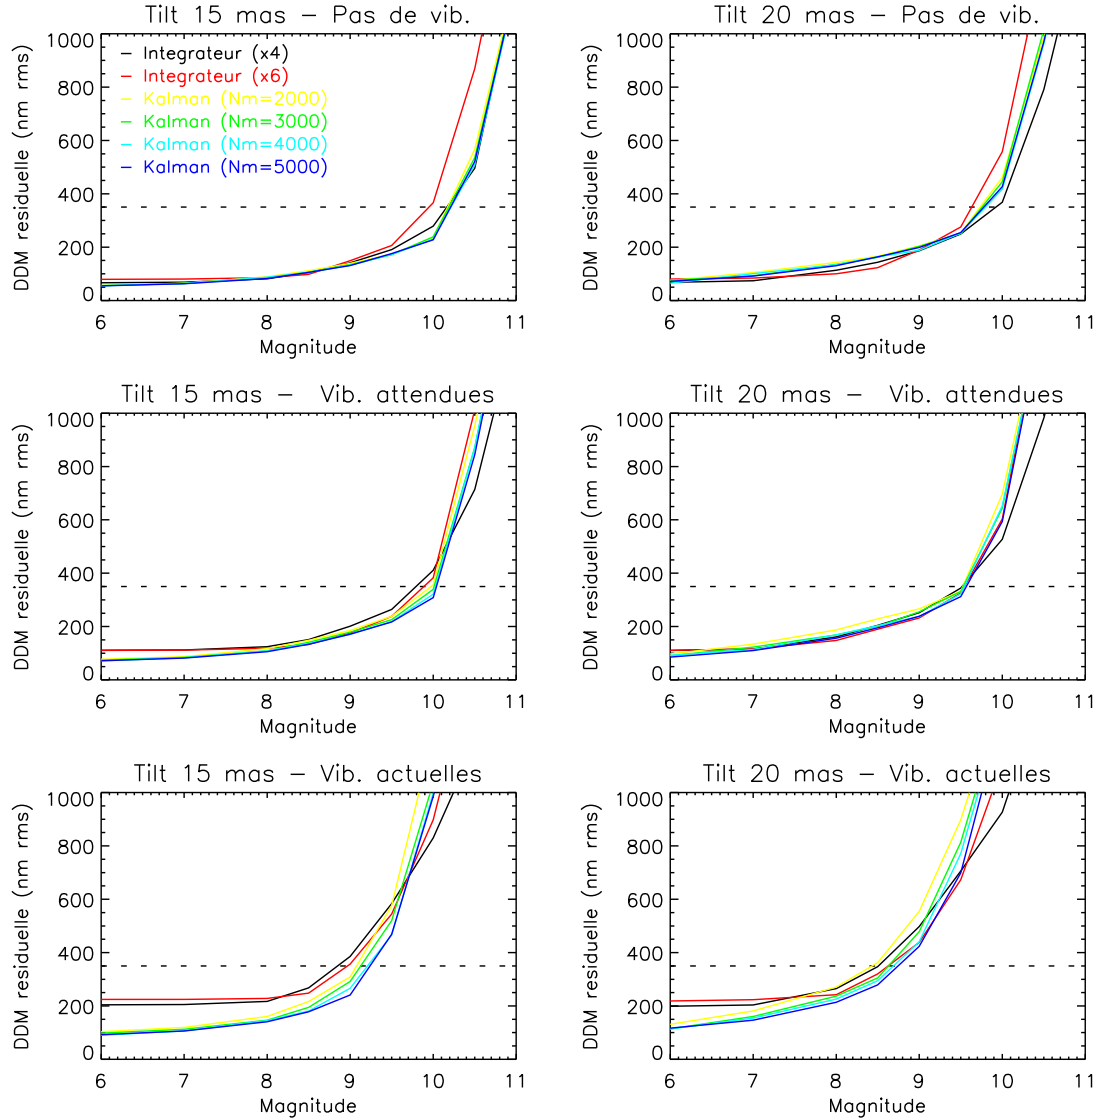 Tilt 15 mas – Pas de vib.
DDM residuelle (nm rms)
1000
800
600
400
200
0
Integrateur (x4)
Integrateur (x6)
Kalman (Nm=2000)
Kalman (Nm=3000)
Kalman (Nm=4000)
Kalman (Nm=5000)
6 7 8 9 10 11
Magnitude
Tilt 20 mas – Pas de vib.
DDM residuelle (nm rms)
1000
800
600
400
200
0
6 7 8 9 10 11
Magnitude
Tilt 15 mas – Vib. attendues
DDM residuelle (nm rms)
1000
800
600
400
200
0
6 7 8 9 10 11
Magnitude
Tilt 20 mas – Vib. attendues
DDM residuelle (nm rms)
1000
800
600
400
200
0
6 7 8 9 10 11
Magnitude
Tilt 15 mas – Vib. actuelles
DDM residuelle (nm rms)
1000
800
600
400
200
0
6 7 8 9 10 11
Magnitude
Tilt 20 mas – Vib. actuelles
DDM residuelle (nm rms)
1000
800
600
400
200
0
6 7 8 9 10 11
Magnitude